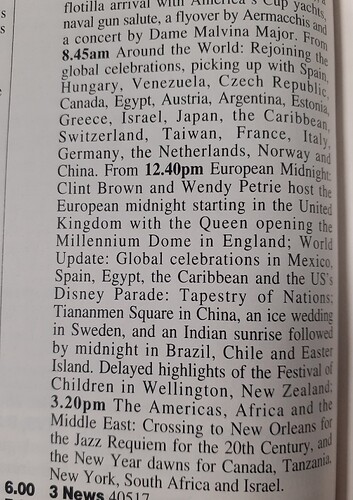 flotilla arrival with America's Cup yachts, a
naval gun salute, a flyover by Aermacchis and
a concert by Dame Malvina Major. From
8.45am Around the World: Rejoining the
global celebrations, picking up with Spain,
Hungary, Venezuela, Czech Republic,
Canada, Egypt, Austria, Argentina, Estonia,
Greece, Israel, Japan, the Caribbean,
Switzerland, Taiwan, France, Italy,
Germany, the Netherlands, Norway and
China. From 12.40pm European Midnight:
Clint Brown and Wendy Petrie host the
European midnight starting in the United
Kingdom with the Queen opening the
Millennium Dome in England; World
Update: Global celebrations in Mexico,
Spain, Egypt, the Caribbean and the US's
Disney Parade: Tapestry of Nations;
Tiananmen Square in China, an ice wedding
in Sweden, and an Indian sunrise followed
by midnight in Brazil, Chile and Easter
Island. Delayed highlights of the Festival of
Children in Wellington, New Zealand:
3.20pm The Americas, Africa and the
Middle East: Crossing to New Orleans for
the Jazz Requiem for the 20th Century, and
the New Year dawns for Canada, Tanzania,
New York, South Africa and Israel.
6.00 3 News 40517